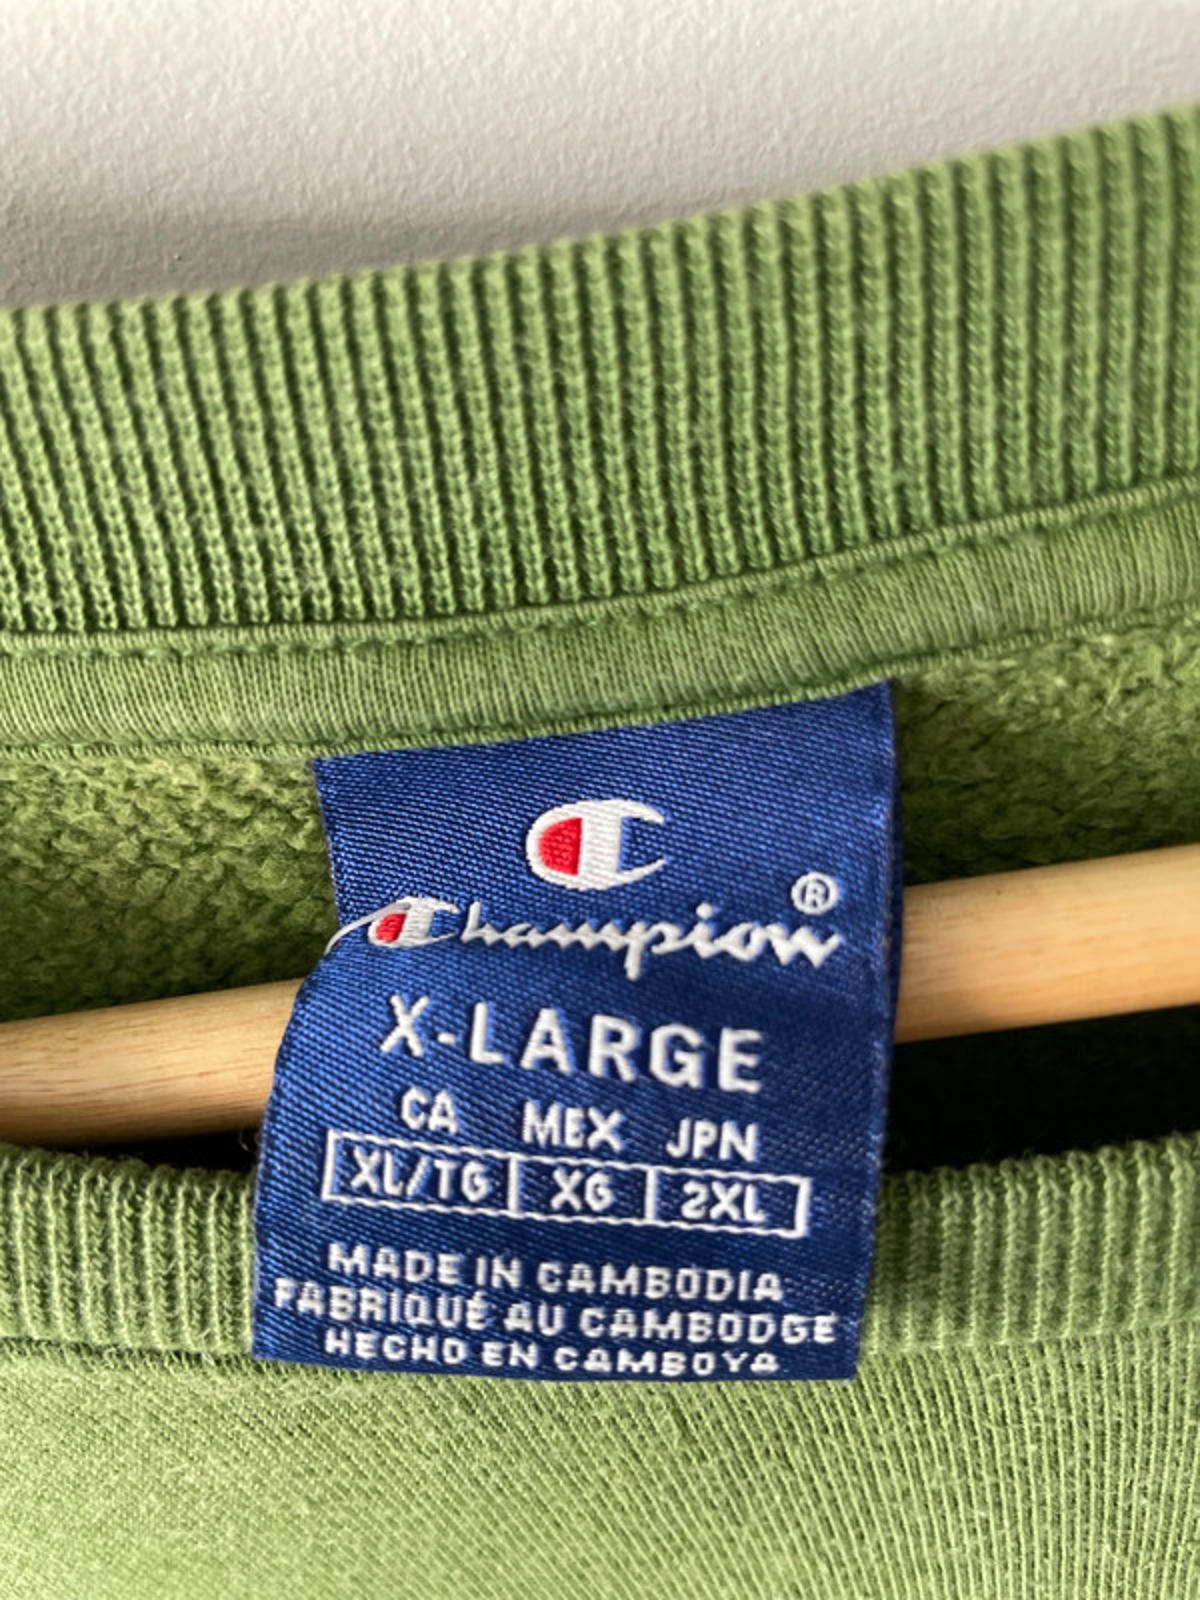 Champion®
X-LARGE
CA MEX JPN
XL/TG XG 2XL
MADE IN CAMBODIA
FABRIQUÉ AU CAMBODGE
HECHO EN CAMBOYA